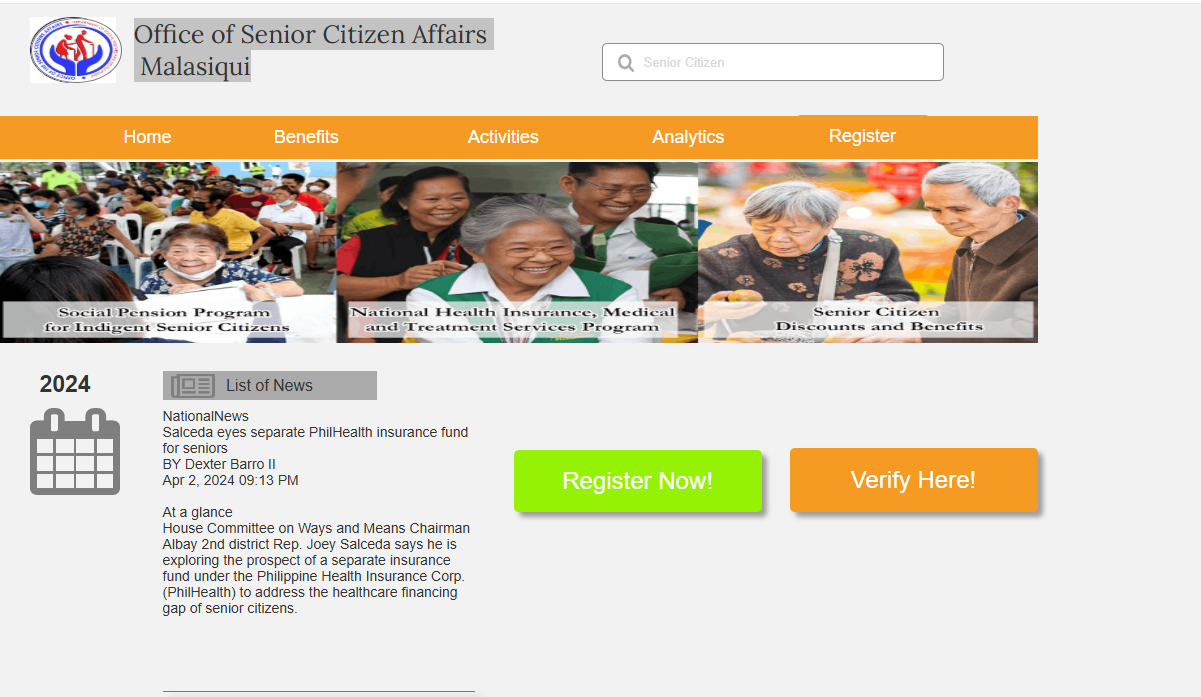 Office of Senior Citizen Affairs
Malasiqui
Senior Citizen
Home
Benefits
Activities
Analytics
Register
Social Pension Program
for Indigent Senior Citizens
National Health Insurance, Medical
and Treatment Services Program
Senior Citizen
Discounts and Benefits
2024
List of News
NationalNews
Salceda eyes separate PhilHealth insurance fund
for seniors
BY Dexter Barro II
Apr 2, 2024 09:13 PM
At a glance
House Committee on Ways and Means Chairman
Albay 2nd district Rep. Joey Salceda says he is
exploring the prospect of a separate insurance
fund under the Philippine Health Insurance Corp.
(PhilHealth) to address the healthcare financing
gap of senior citizens.
Register Now!
Verify Here!